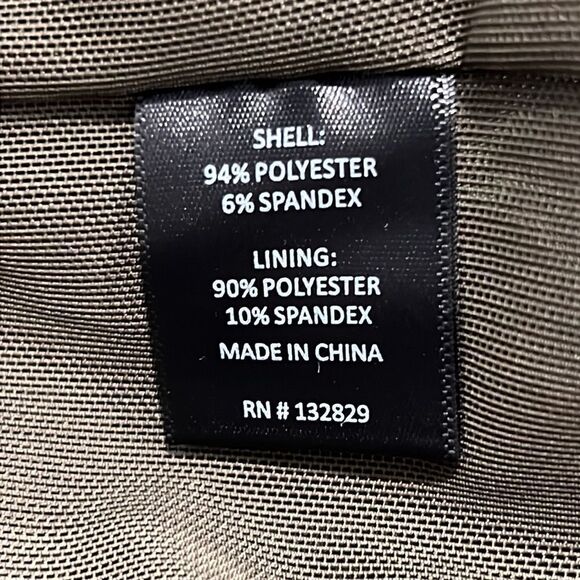 SHELL:
94% POLYESTER
6% SPANDEX
LINING:
90% POLYESTER
10% SPANDEX
MADE IN CHINA
RN # 132829